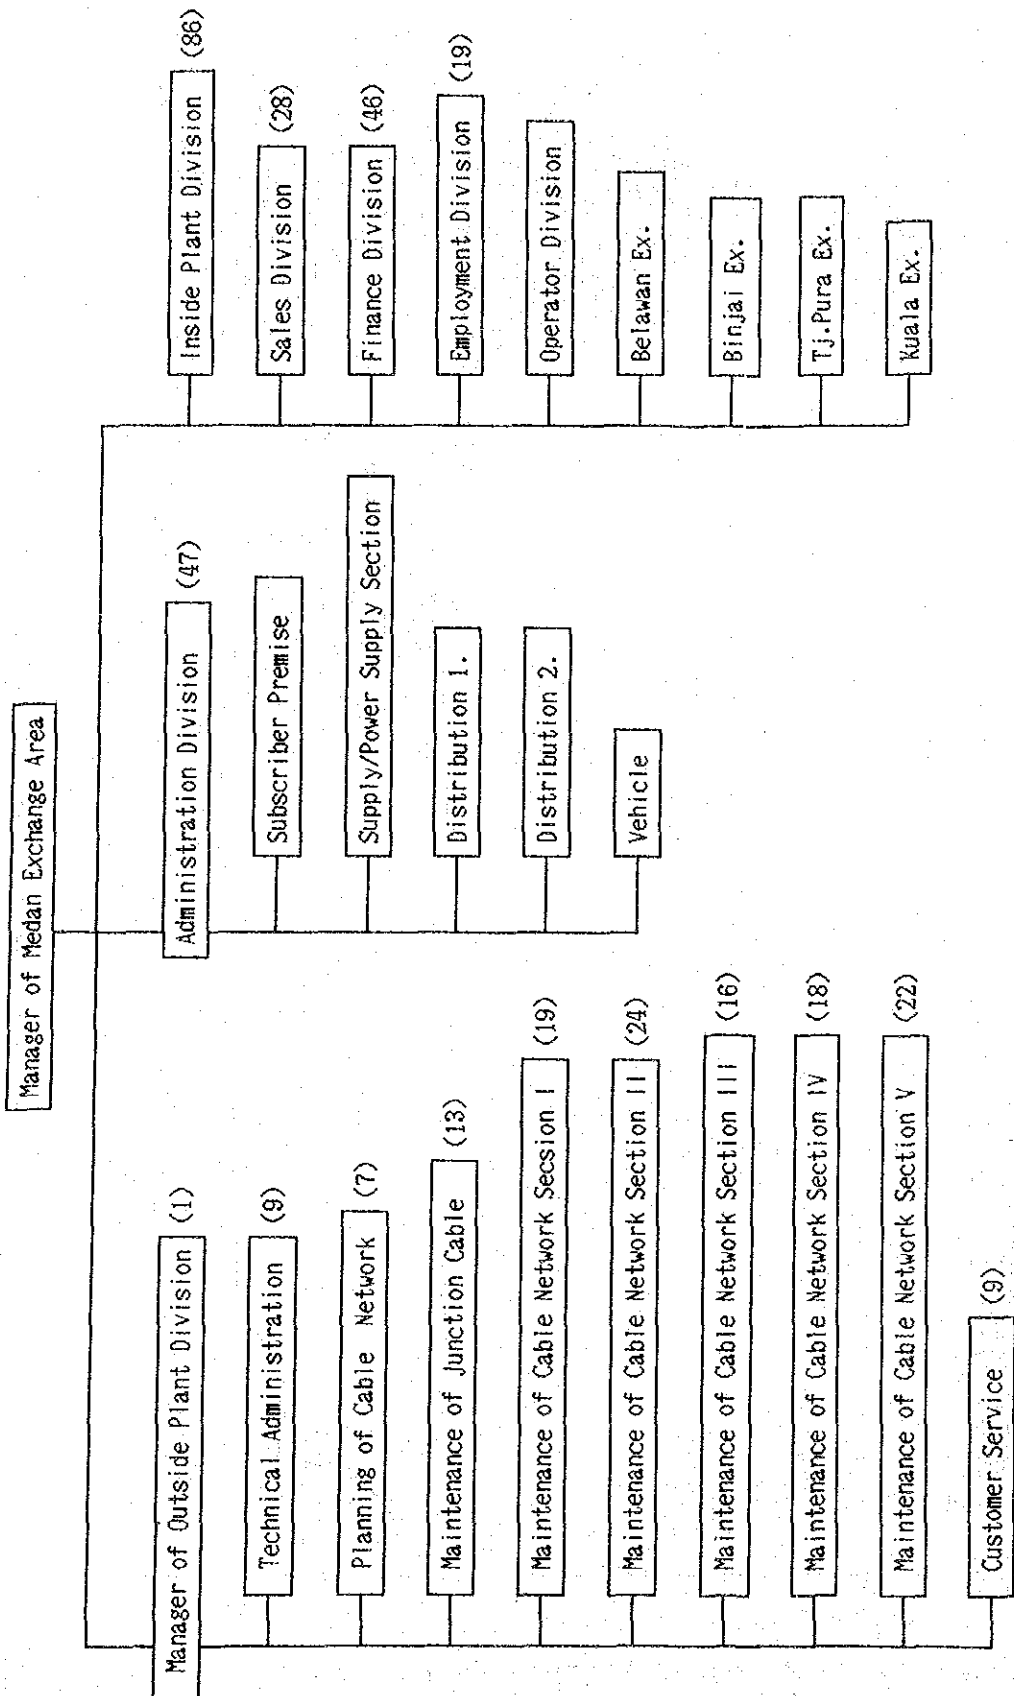 Manager of Medan Exchange Area
Manager of Outside Plant Division (1)
Technical Administration (9)
Planning of Cable Network (7)
Maintenance of Junction Cable (13)
Maintenance of Cable Network Secsion I (19)
Maintenance of Cable Network Section II (24)
Maintenance of Cable Network Section III (16)
Maintenance of Cable Network Section IV (18)
Maintenance of Cable Network Section V (22)
Customer Service (9)
Administration Division (47)
Subscriber Premise
Supply/Power Supply Section
Distribution 1.
Distribution 2.
Vehicle
Inside Plant Division (86)
Sales Division (28)
Finance Division (46)
Employment Division (19)
Operator Division
Belawan Ex.
Binjai Ex.
Tj.Pura Ex.
Kuala Ex.